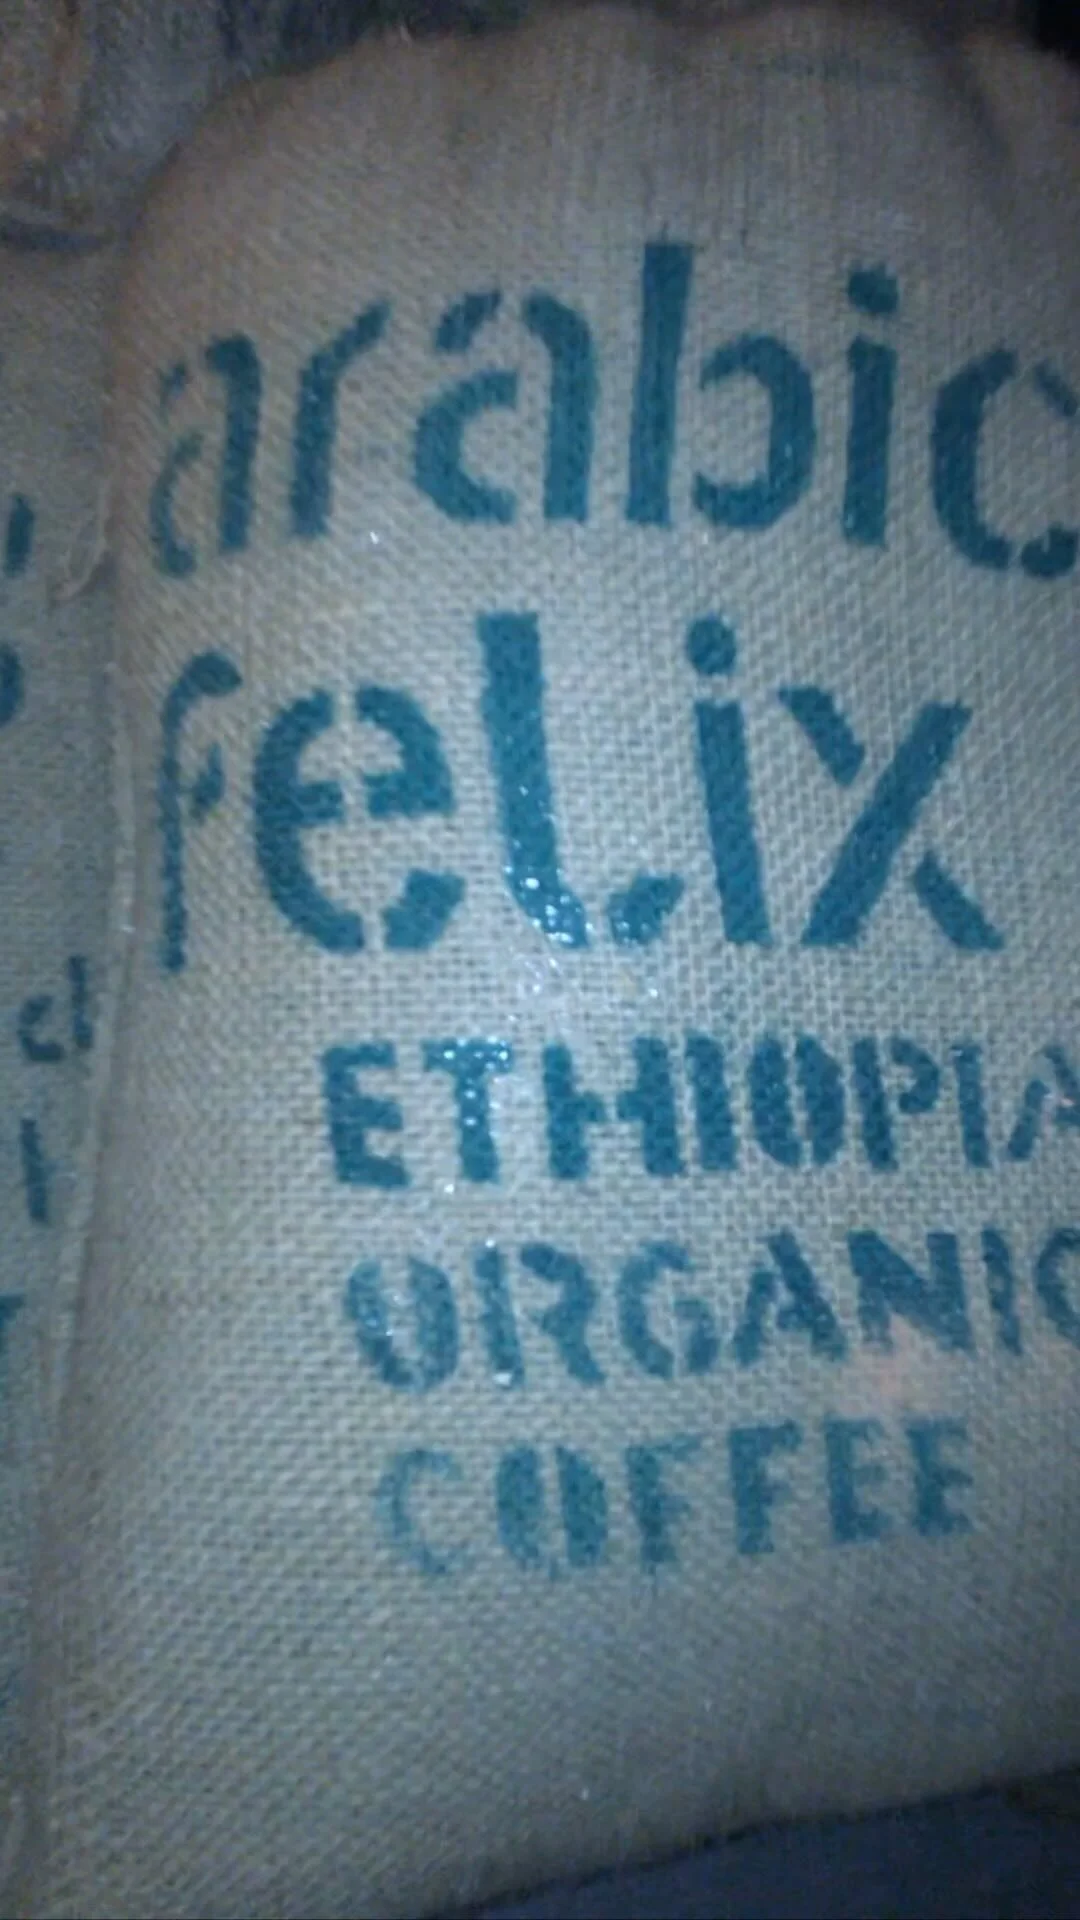 arabic
feLix
ETHIOPIA
ORGANIC
COFFEE